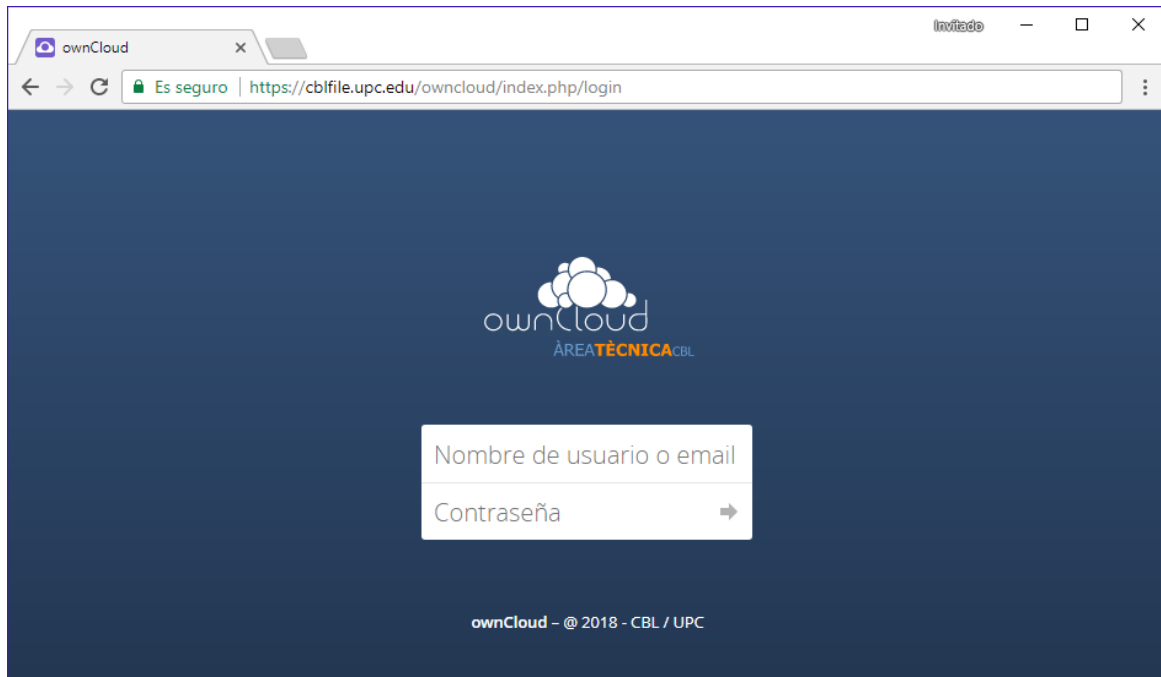 Invitado
ownCloud
Es seguro | https://cblfile.upc.edu/owncloud/index.php/login
ownCloud
ÀREATÈCNICACBL
Nombre de usuario o email
Contraseña
ownCloud – @ 2018 - CBL / UPC